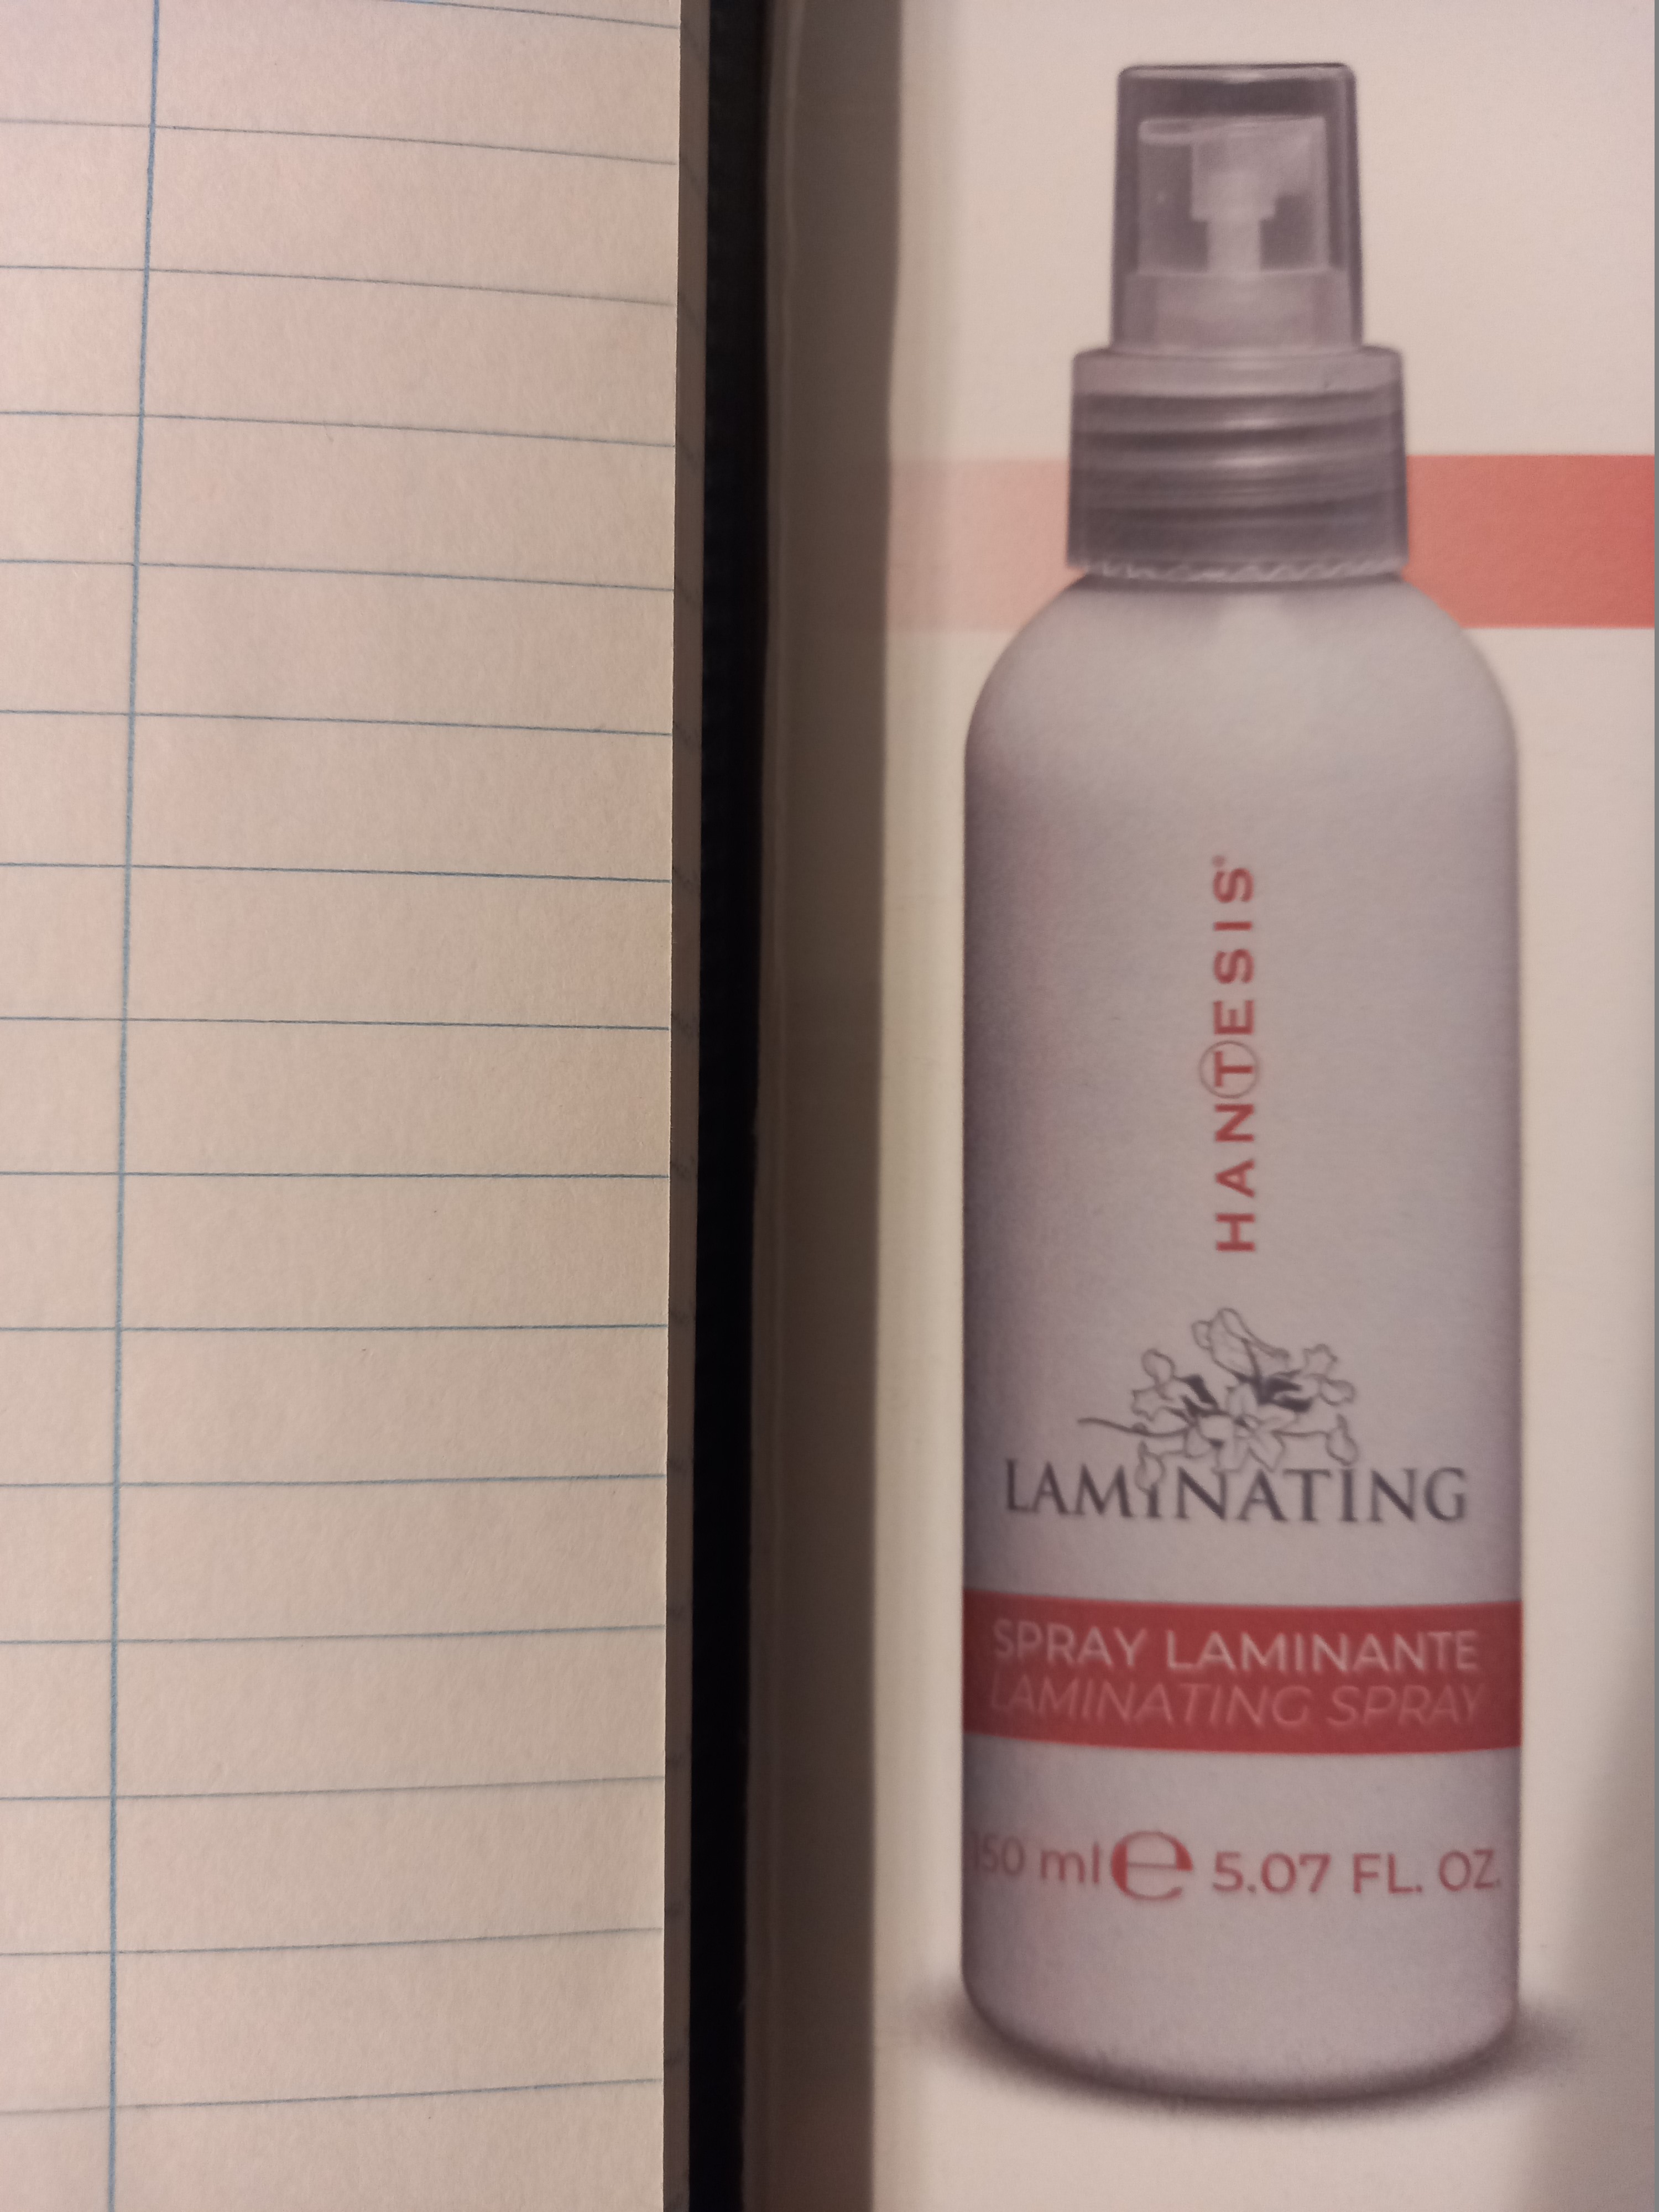 HANTESIS®
LAMINATING
SPRAY LAMINANTE
LAMINATING SPRAY
150 ml e 5.07 FL. OZ.